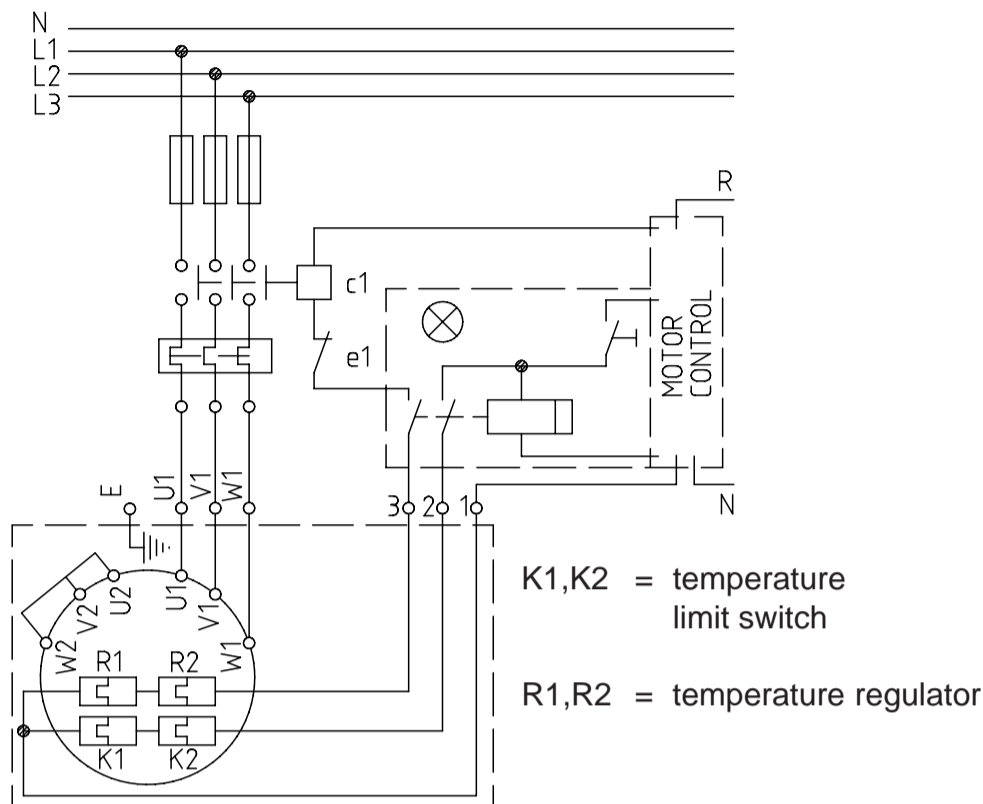 N
L1
L2
L3
R
c1
e1
MOTOR
CONTROL
E
U1
V1
W1
3
2
1
N
W2
V2
U2
U1
V1
W1
R1
R2
K1
K2
K1,K2 = temperature
limit switch
R1,R2 = temperature regulator